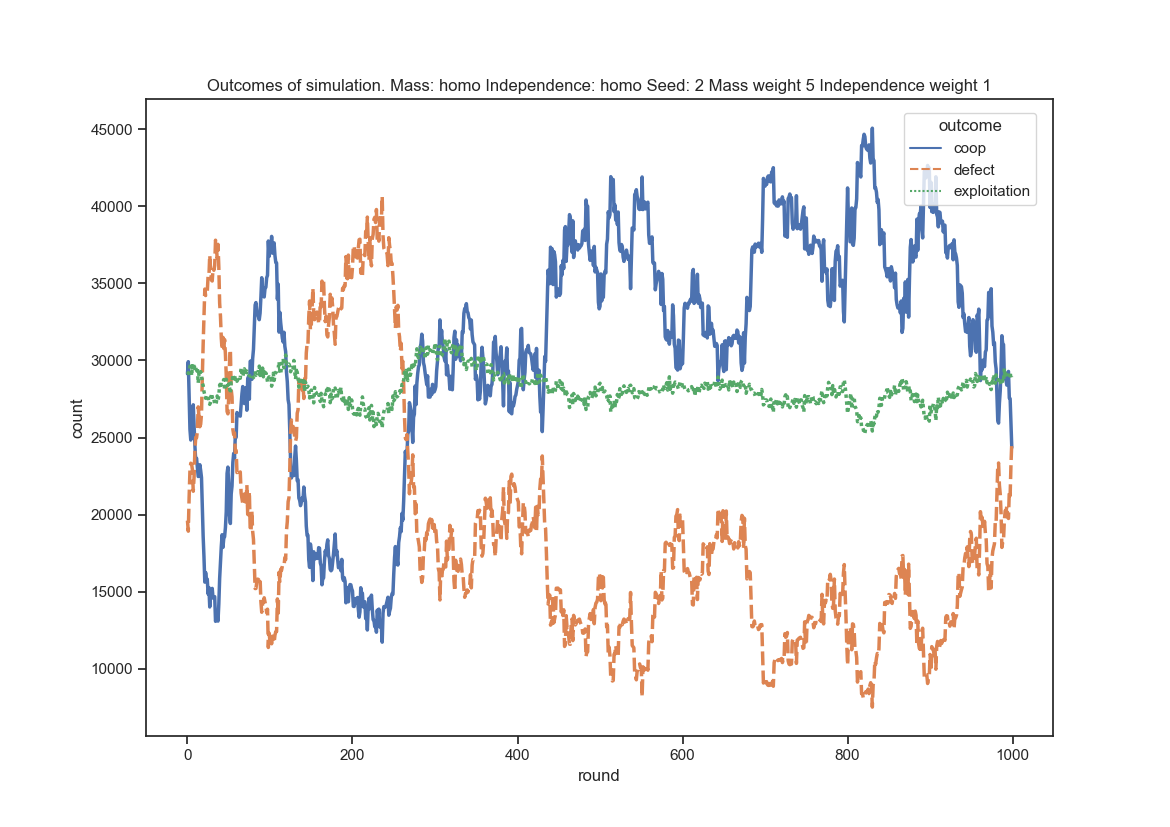 Outcomes of simulation. Mass: homo Independence: homo Seed: 2 Mass weight 5 Independence weight 1
outcome
coop
defect
exploitation
count
45000
40000
35000
30000
25000
20000
15000
10000
0 200 400 600 800 1000
round